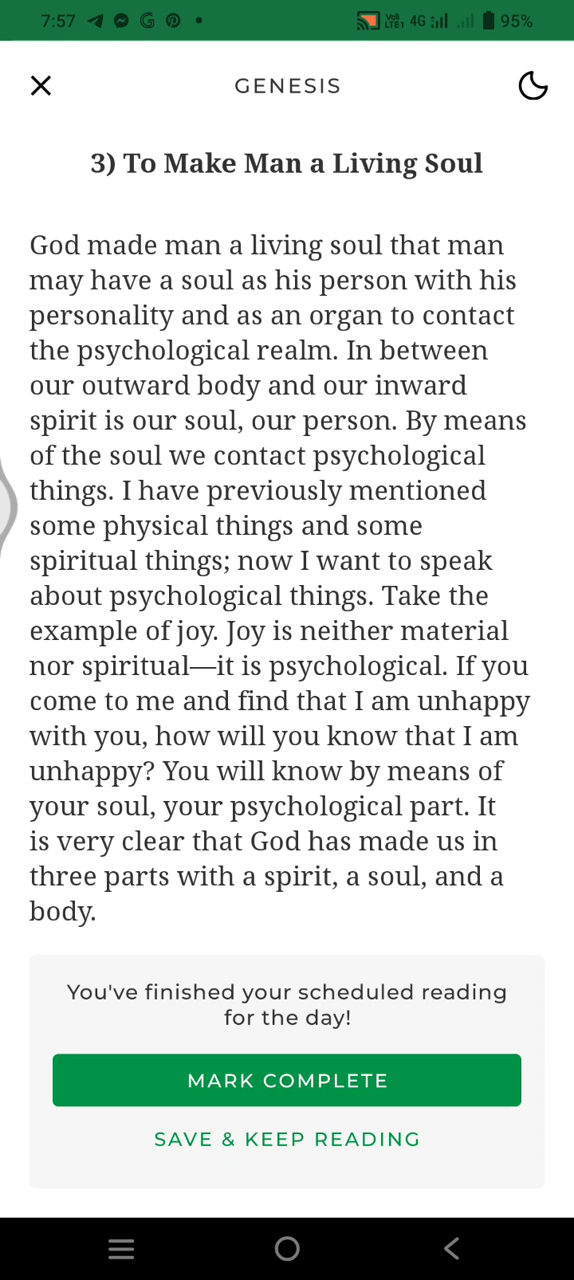 7:57
Vo))
LTE1
4G
95%
GENESIS
3) To Make Man a Living Soul
God made man a living soul that man
may have a soul as his person with his
personality and as an organ to contact
the psychological realm. In between
our outward body and our inward
spirit is our soul, our person. By means
of the soul we contact psychological
things. I have previously mentioned
some physical things and some
spiritual things; now I want to speak
about psychological things. Take the
example of joy. Joy is neither material
nor spiritual—it is psychological. If you
come to me and find that I am unhappy
with you, how will you know that I am
unhappy? You will know by means of
your soul, your psychological part. It
is very clear that God has made us in
three parts with a spirit, a soul, and a
body.
You've finished your scheduled reading
for the day!
MARK COMPLETE
SAVE & KEEP READING